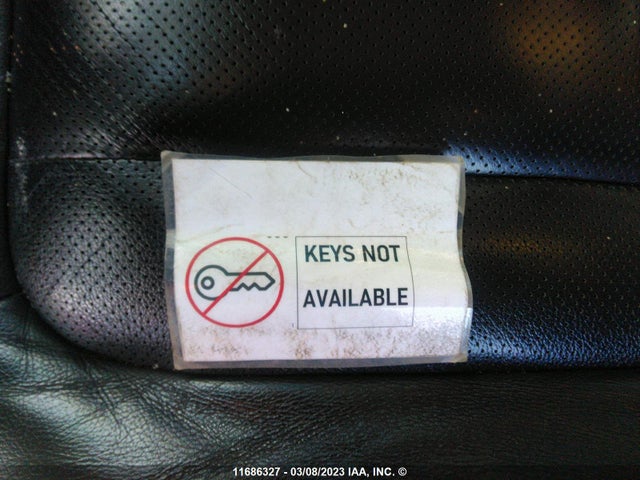 KEYS NOT
AVAILABLE
11686327 - 03/08/2023 IAA, INC. ©